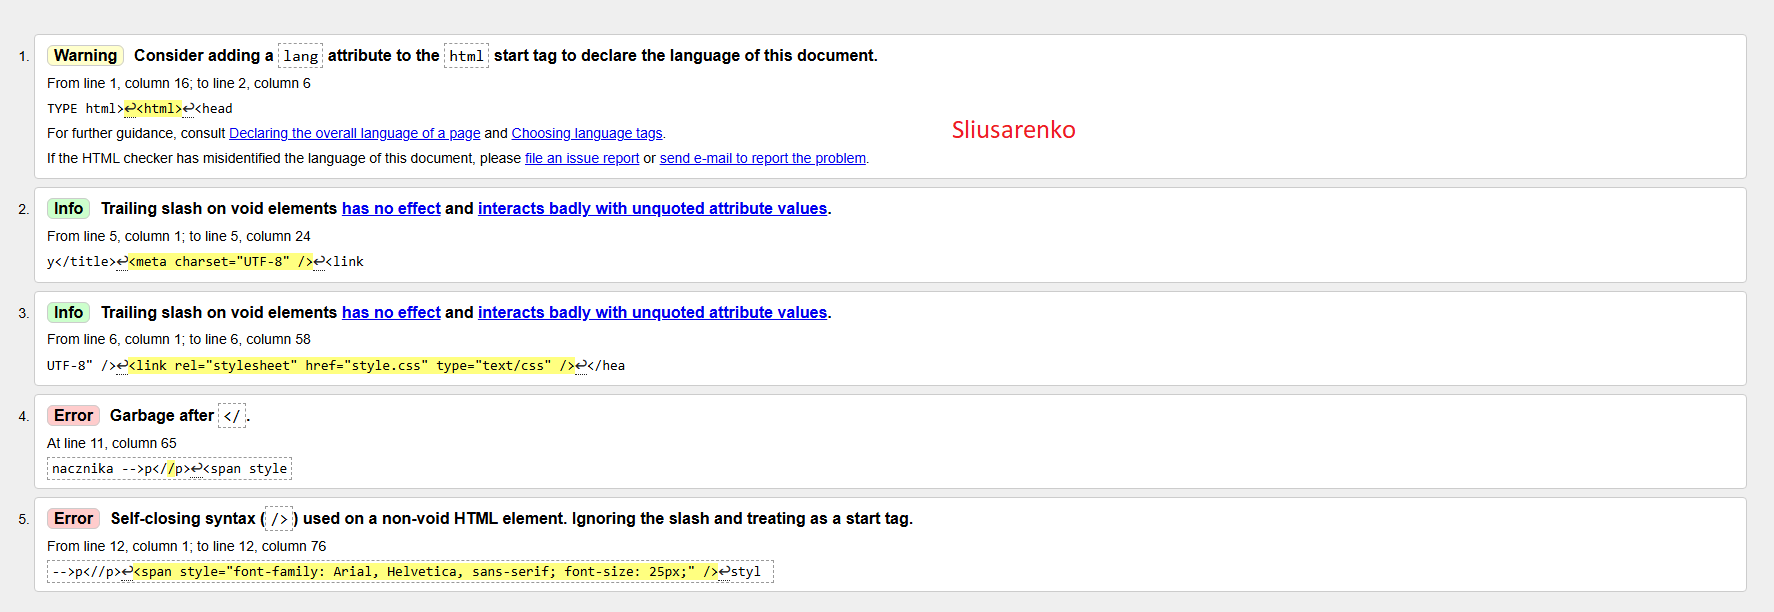 1. Warning Consider adding a lang attribute to the html start tag to declare the language of this document.
From line 1, column 16; to line 2, column 6
TYPE html>↩<html>↩<head
For further guidance, consult Declaring the overall language of a page and Choosing language tags.
Sliusarenko
If the HTML checker has misidentified the language of this document, please file an issue report or send e-mail to report the problem.
2. Info Trailing slash on void elements has no effect and interacts badly with unquoted attribute values.
From line 5, column 1; to line 5, column 24
y</title>↩<meta charset="UTF-8" />↩<link
3. Info Trailing slash on void elements has no effect and interacts badly with unquoted attribute values.
From line 6, column 1; to line 6, column 58
UTF-8" />↩<link rel="stylesheet" href="style.css" type="text/css" />↩</hea
4. Error Garbage after </.
At line 11, column 65
nacznika -->p<//p>↩<span style
5. Error Self-closing syntax (/>) used on a non-void HTML element. Ignoring the slash and treating as a start tag.
From line 12, column 1; to line 12, column 76
-->p<//p>↩<span style="font-family: Arial, Helvetica, sans-serif; font-size: 25px;" />↩styl